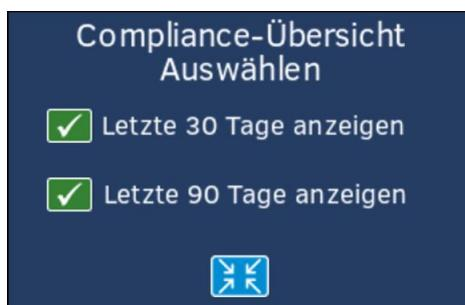 Compliance-Übersicht
Auswählen
Letzte 30 Tage anzeigen
Letzte 90 Tage anzeigen